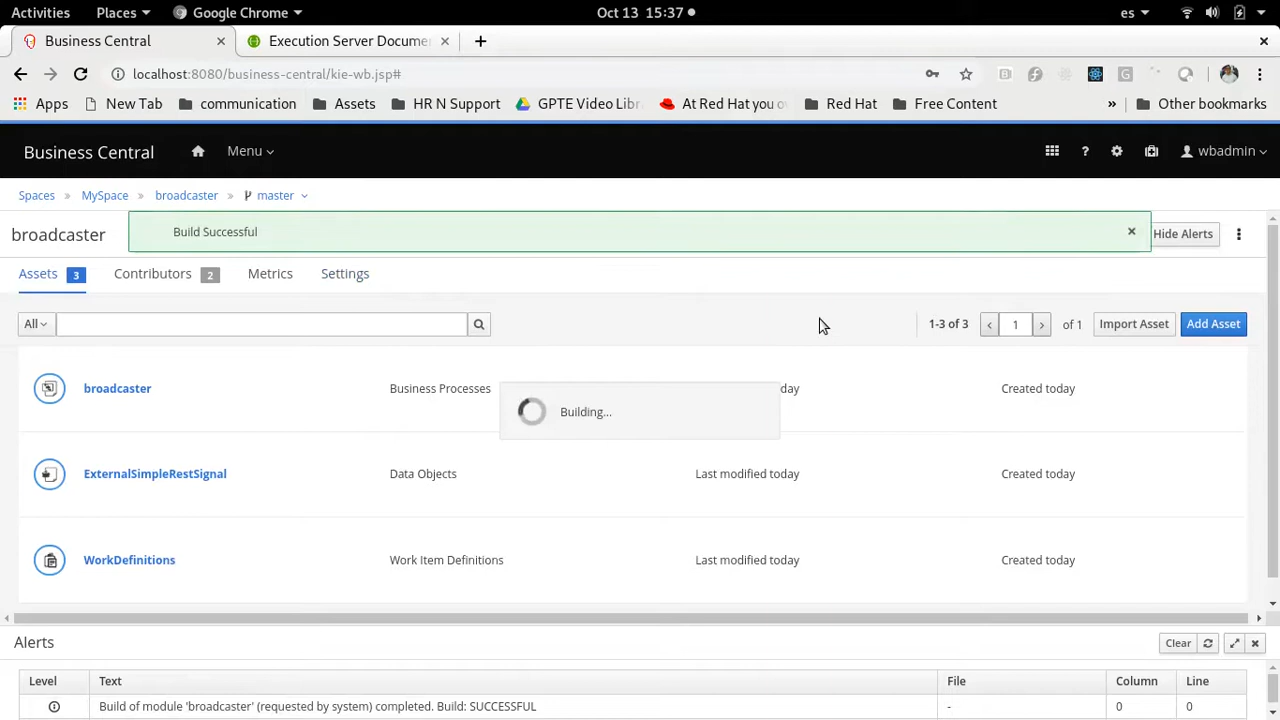 Activities Places Google Chrome Oct 13 15:37 es
Business Central Execution Server Docume
localhost:8080/business-central/kie-wb.jsp#
Apps New Tab communication Assets HR N Support GPTE Video Libr At Red Hat you o Red Hat Free Content » Other bookmarks
Business Central Menu ? wbadmin
Spaces » MySpace » broadcaster » master
broadcaster Build Successful × Hide Alerts
Assets 3 Contributors 2 Metrics Settings
All 1-3 of 3 < 1 > of 1 Import Asset Add Asset
broadcaster Business Processes day Created today
Building...
ExternalSimpleRestSignal Data Objects Last modified today Created today
WorkDefinitions Work Item Definitions Last modified today Created today
Alerts Clear
Level Text File Column Line
Build of module 'broadcaster' (requested by system) completed. Build: SUCCESSFUL - 0 0